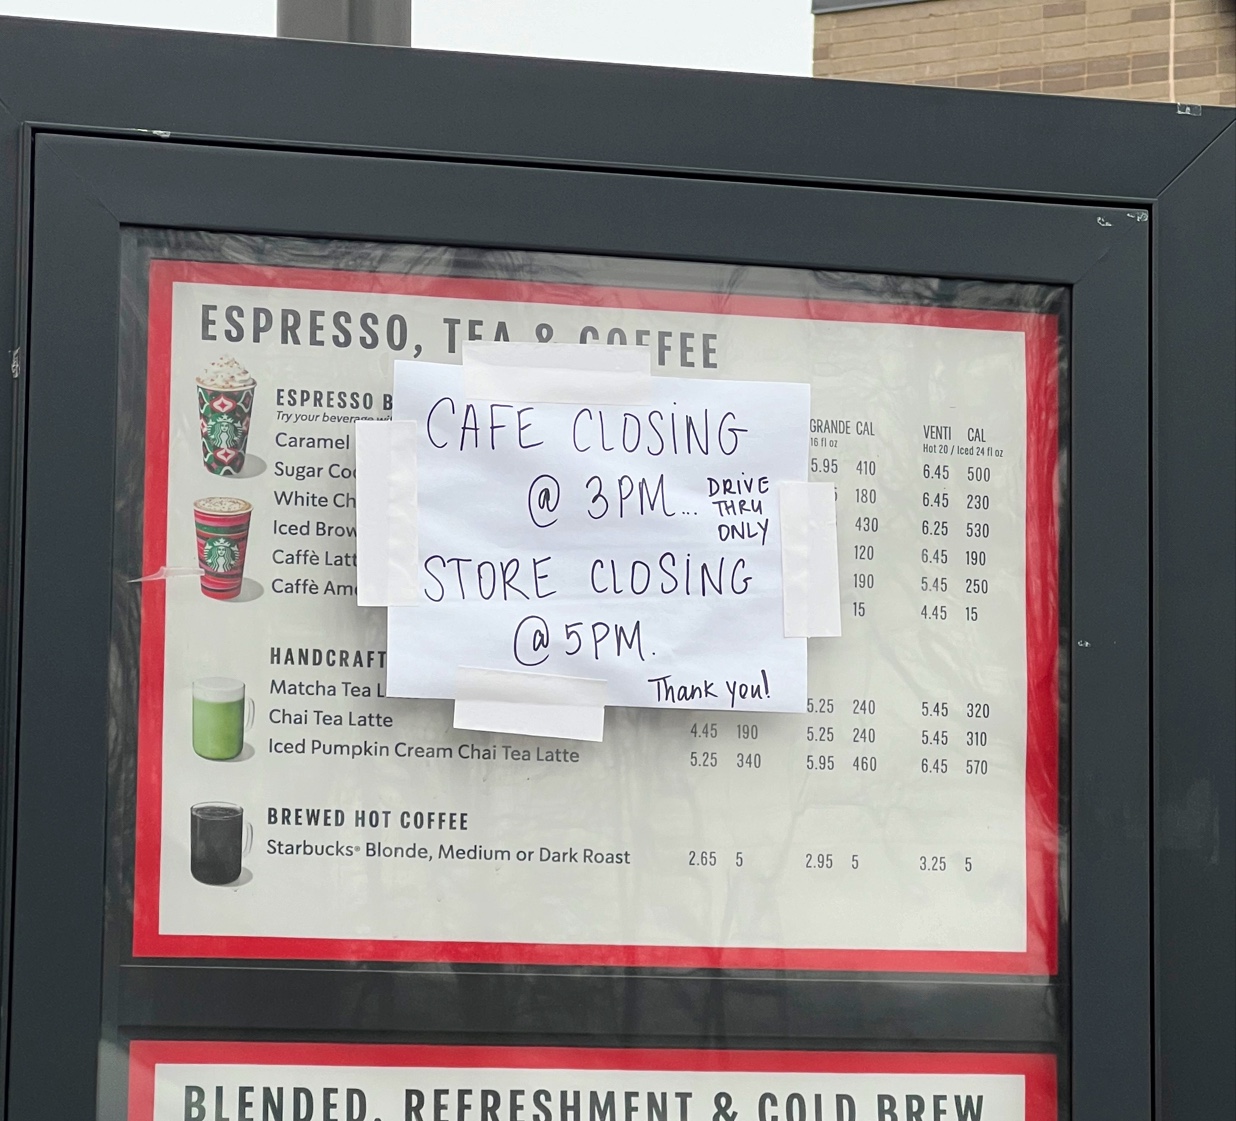 ESPRESSO, TEA & COFFEE
ESPRESSO B
Try your beverage
Caramel
Sugar Co
White Ch
Iced Brow
Caffè Latt
Caffè Am
GRANDE CAL
16 fl oz
VENTI CAL
Hot 20 / Iced 24 fl oz
5.95 410 6.45 500
180 6.45 230
430 6.25 530
120 6.45 190
190 5.45 250
15 4.45 15
CAFE CLOSING
@ 3PM... DRIVE
THRU
ONLY
STORE CLOSING
@ 5PM.
Thank you!
HANDCRAFT
Matcha Tea L 5.25 240 5.45 320
Chai Tea Latte 4.45 190 5.25 240 5.45 310
Iced Pumpkin Cream Chai Tea Latte 5.25 340 5.95 460 6.45 570
BREWED HOT COFFEE
Starbucks® Blonde, Medium or Dark Roast 2.65 5 2.95 5 3.25 5
BLENDED, REFRESHMENT & COLD BREW